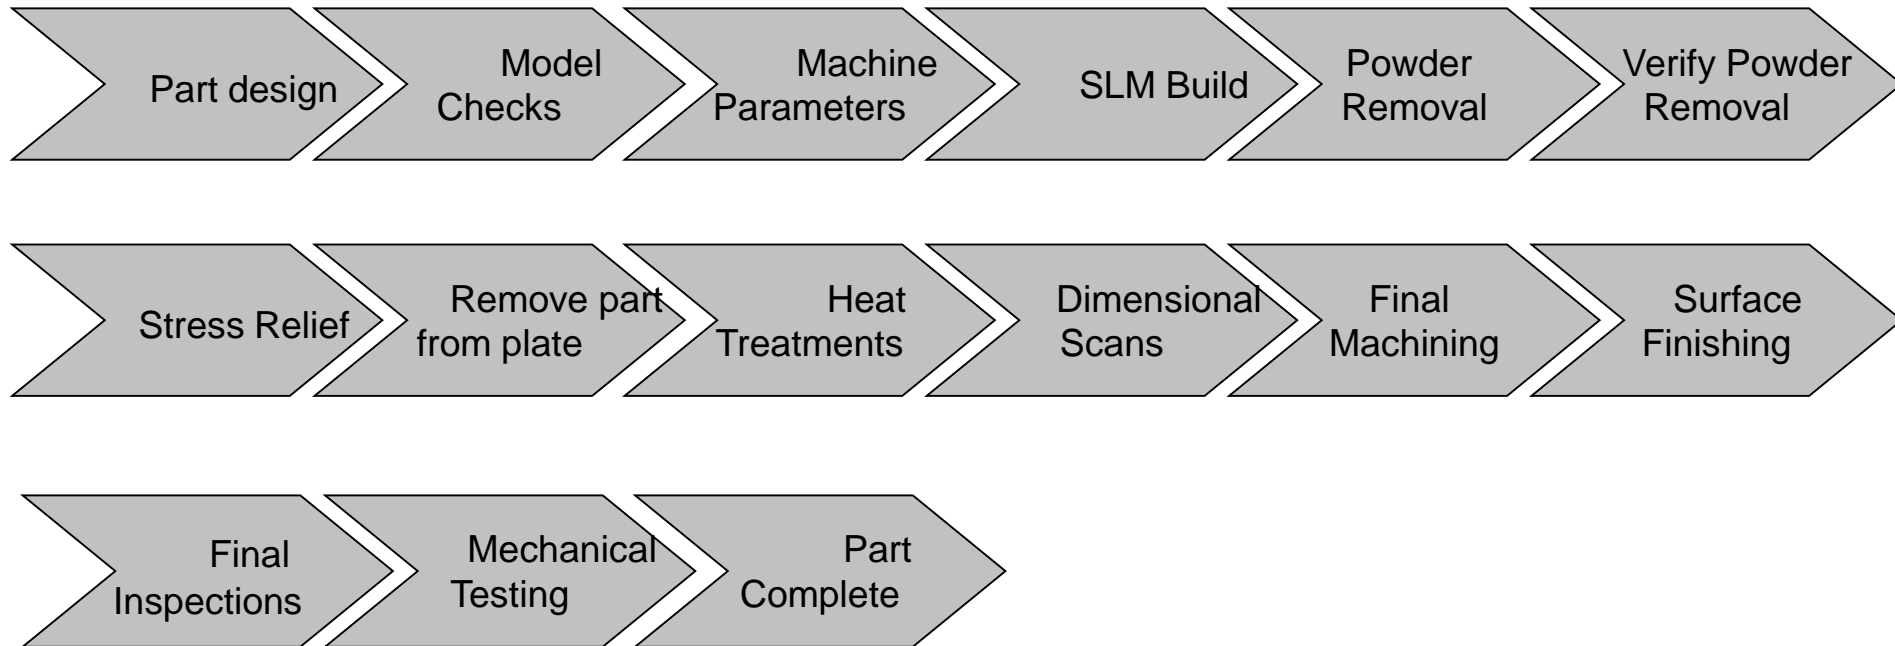 Part design
Model
Checks
Machine
Parameters
SLM Build
Powder
Removal
Verify Powder
Removal
Stress Relief
Remove part
from plate
Heat
Treatments
Dimensional
Scans
Final
Machining
Surface
Finishing
Final
Inspections
Mechanical
Testing
Part
Complete